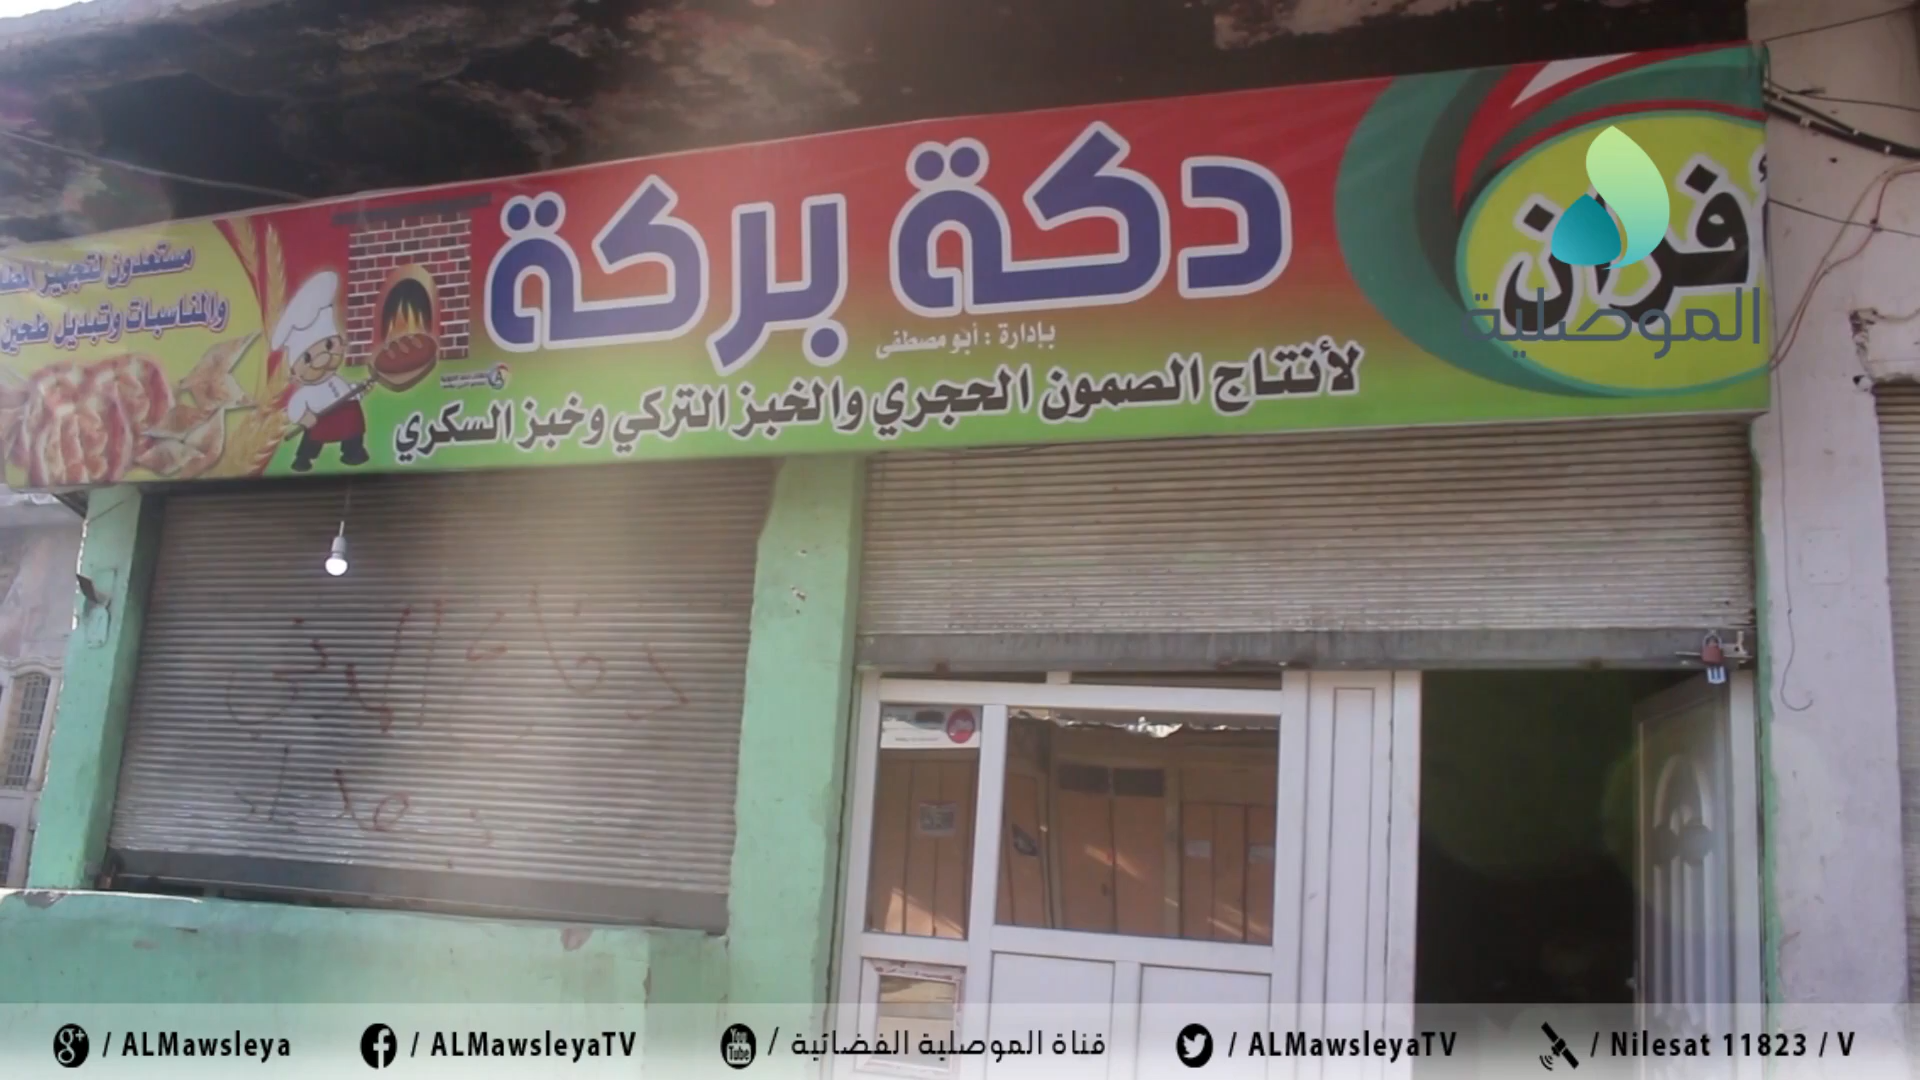 أفران
دكة بركة
بإدارة : أبو مصطفى
لأنتاج الصمون الحجري والخبز التركي وخبز السكري
مستعدون لتجهيز
والمناسبات وتبديل طحين
الموصلية
/ ALMawsleya
/ ALMawsleyaTV
/ قناة الموصلية الفضائية
/ ALMawsleyaTV
/ Nilesat 11823 / V